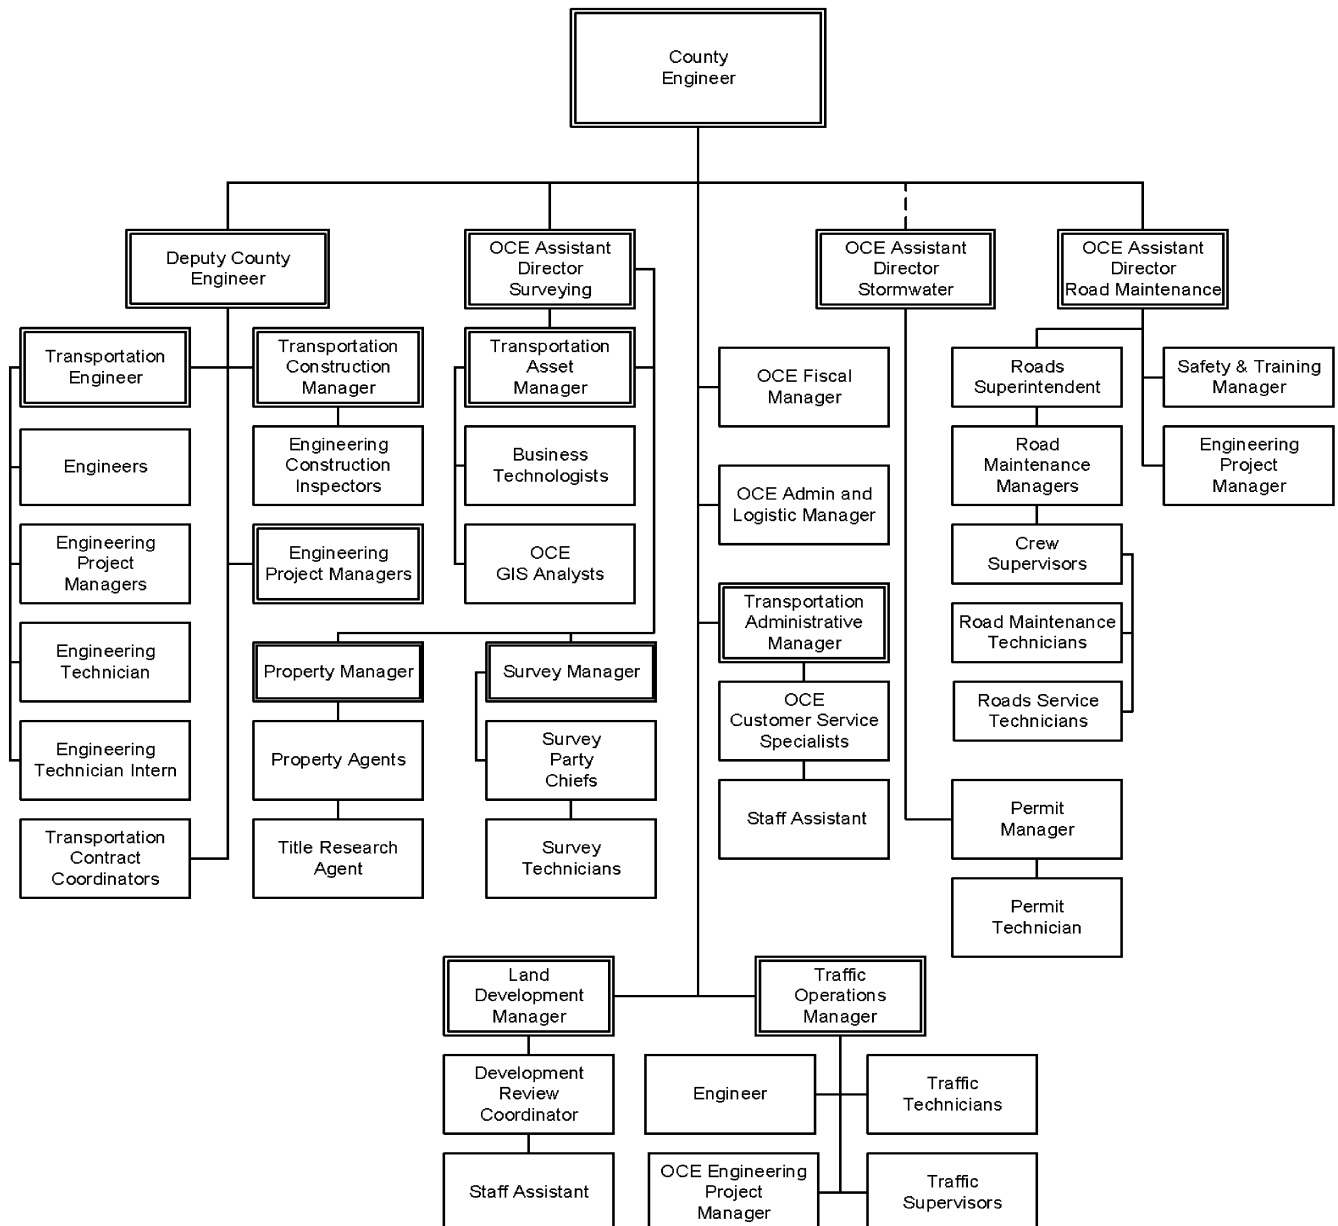 County
Engineer
Deputy County
Engineer
OCE Assistant
Director
Surveying
OCE Assistant
Director
Stormwater
OCE Assistant
Director
Road Maintenance
Transportation
Engineer
Transportation
Construction
Manager
Transportation
Asset
Manager
OCE Fiscal
Manager
Roads
Superintendent
Safety & Training
Manager
Engineers
Engineering
Construction
Inspectors
Business
Technologists
OCE Admin and
Logistic Manager
Road
Maintenance
Managers
Engineering
Project
Manager
Engineering
Project
Managers
Engineering
Project Managers
OCE
GIS Analysts
Crew
Supervisors
Transportation
Administrative
Manager
Road Maintenance
Technicians
Engineering
Technician
Property Manager
Survey Manager
OCE
Customer Service
Specialists
Roads Service
Technicians
Engineering
Technician Intern
Property Agents
Survey
Party
Chiefs
Staff Assistant
Permit
Manager
Transportation
Contract
Coordinators
Title Research
Agent
Survey
Technicians
Permit
Technician
Land
Development
Manager
Traffic
Operations
Manager
Development
Review
Coordinator
Engineer
Traffic
Technicians
Staff Assistant
OCE Engineering
Project
Manager
Traffic
Supervisors